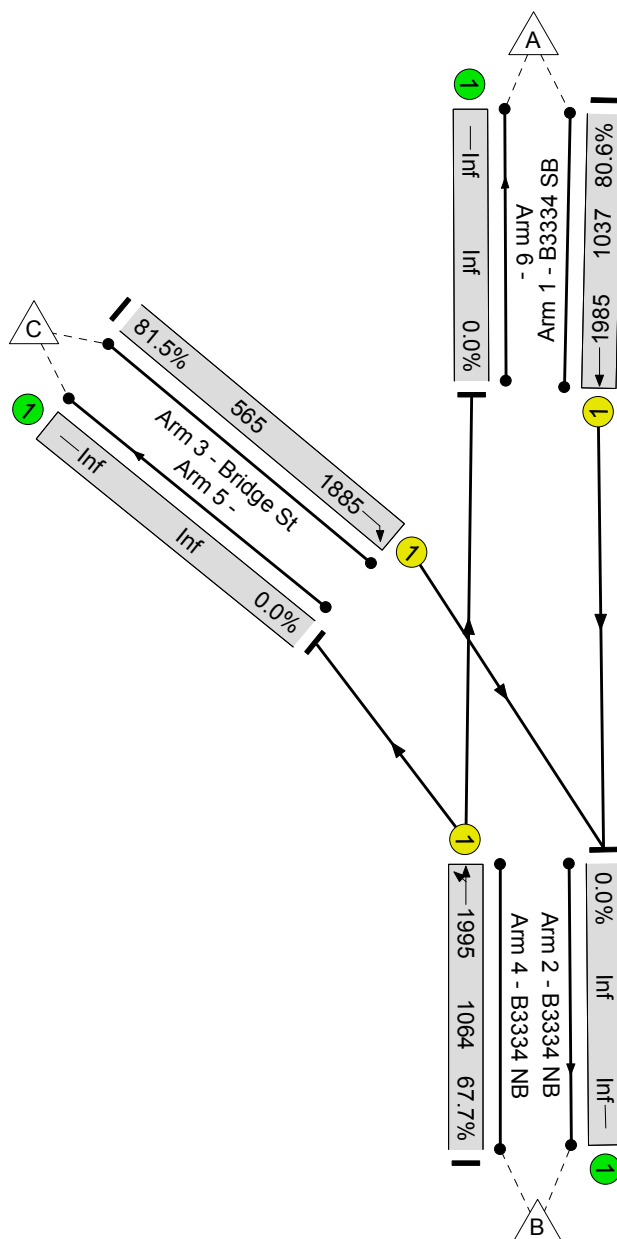 A
1
Inf
Inf
0.0%
Arm 6 -
Arm 1 - B3334 SB
80.6%
1037
1985
1
C
1
81.5%
565
1885
1
Arm 3 - Bridge St
Arm 5 -
Inf
Inf
0.0%
1
1995
1064
67.7%
Arm 4 - B3334 NB
Arm 2 - B3334 NB
0.0%
Inf
Inf
1
B